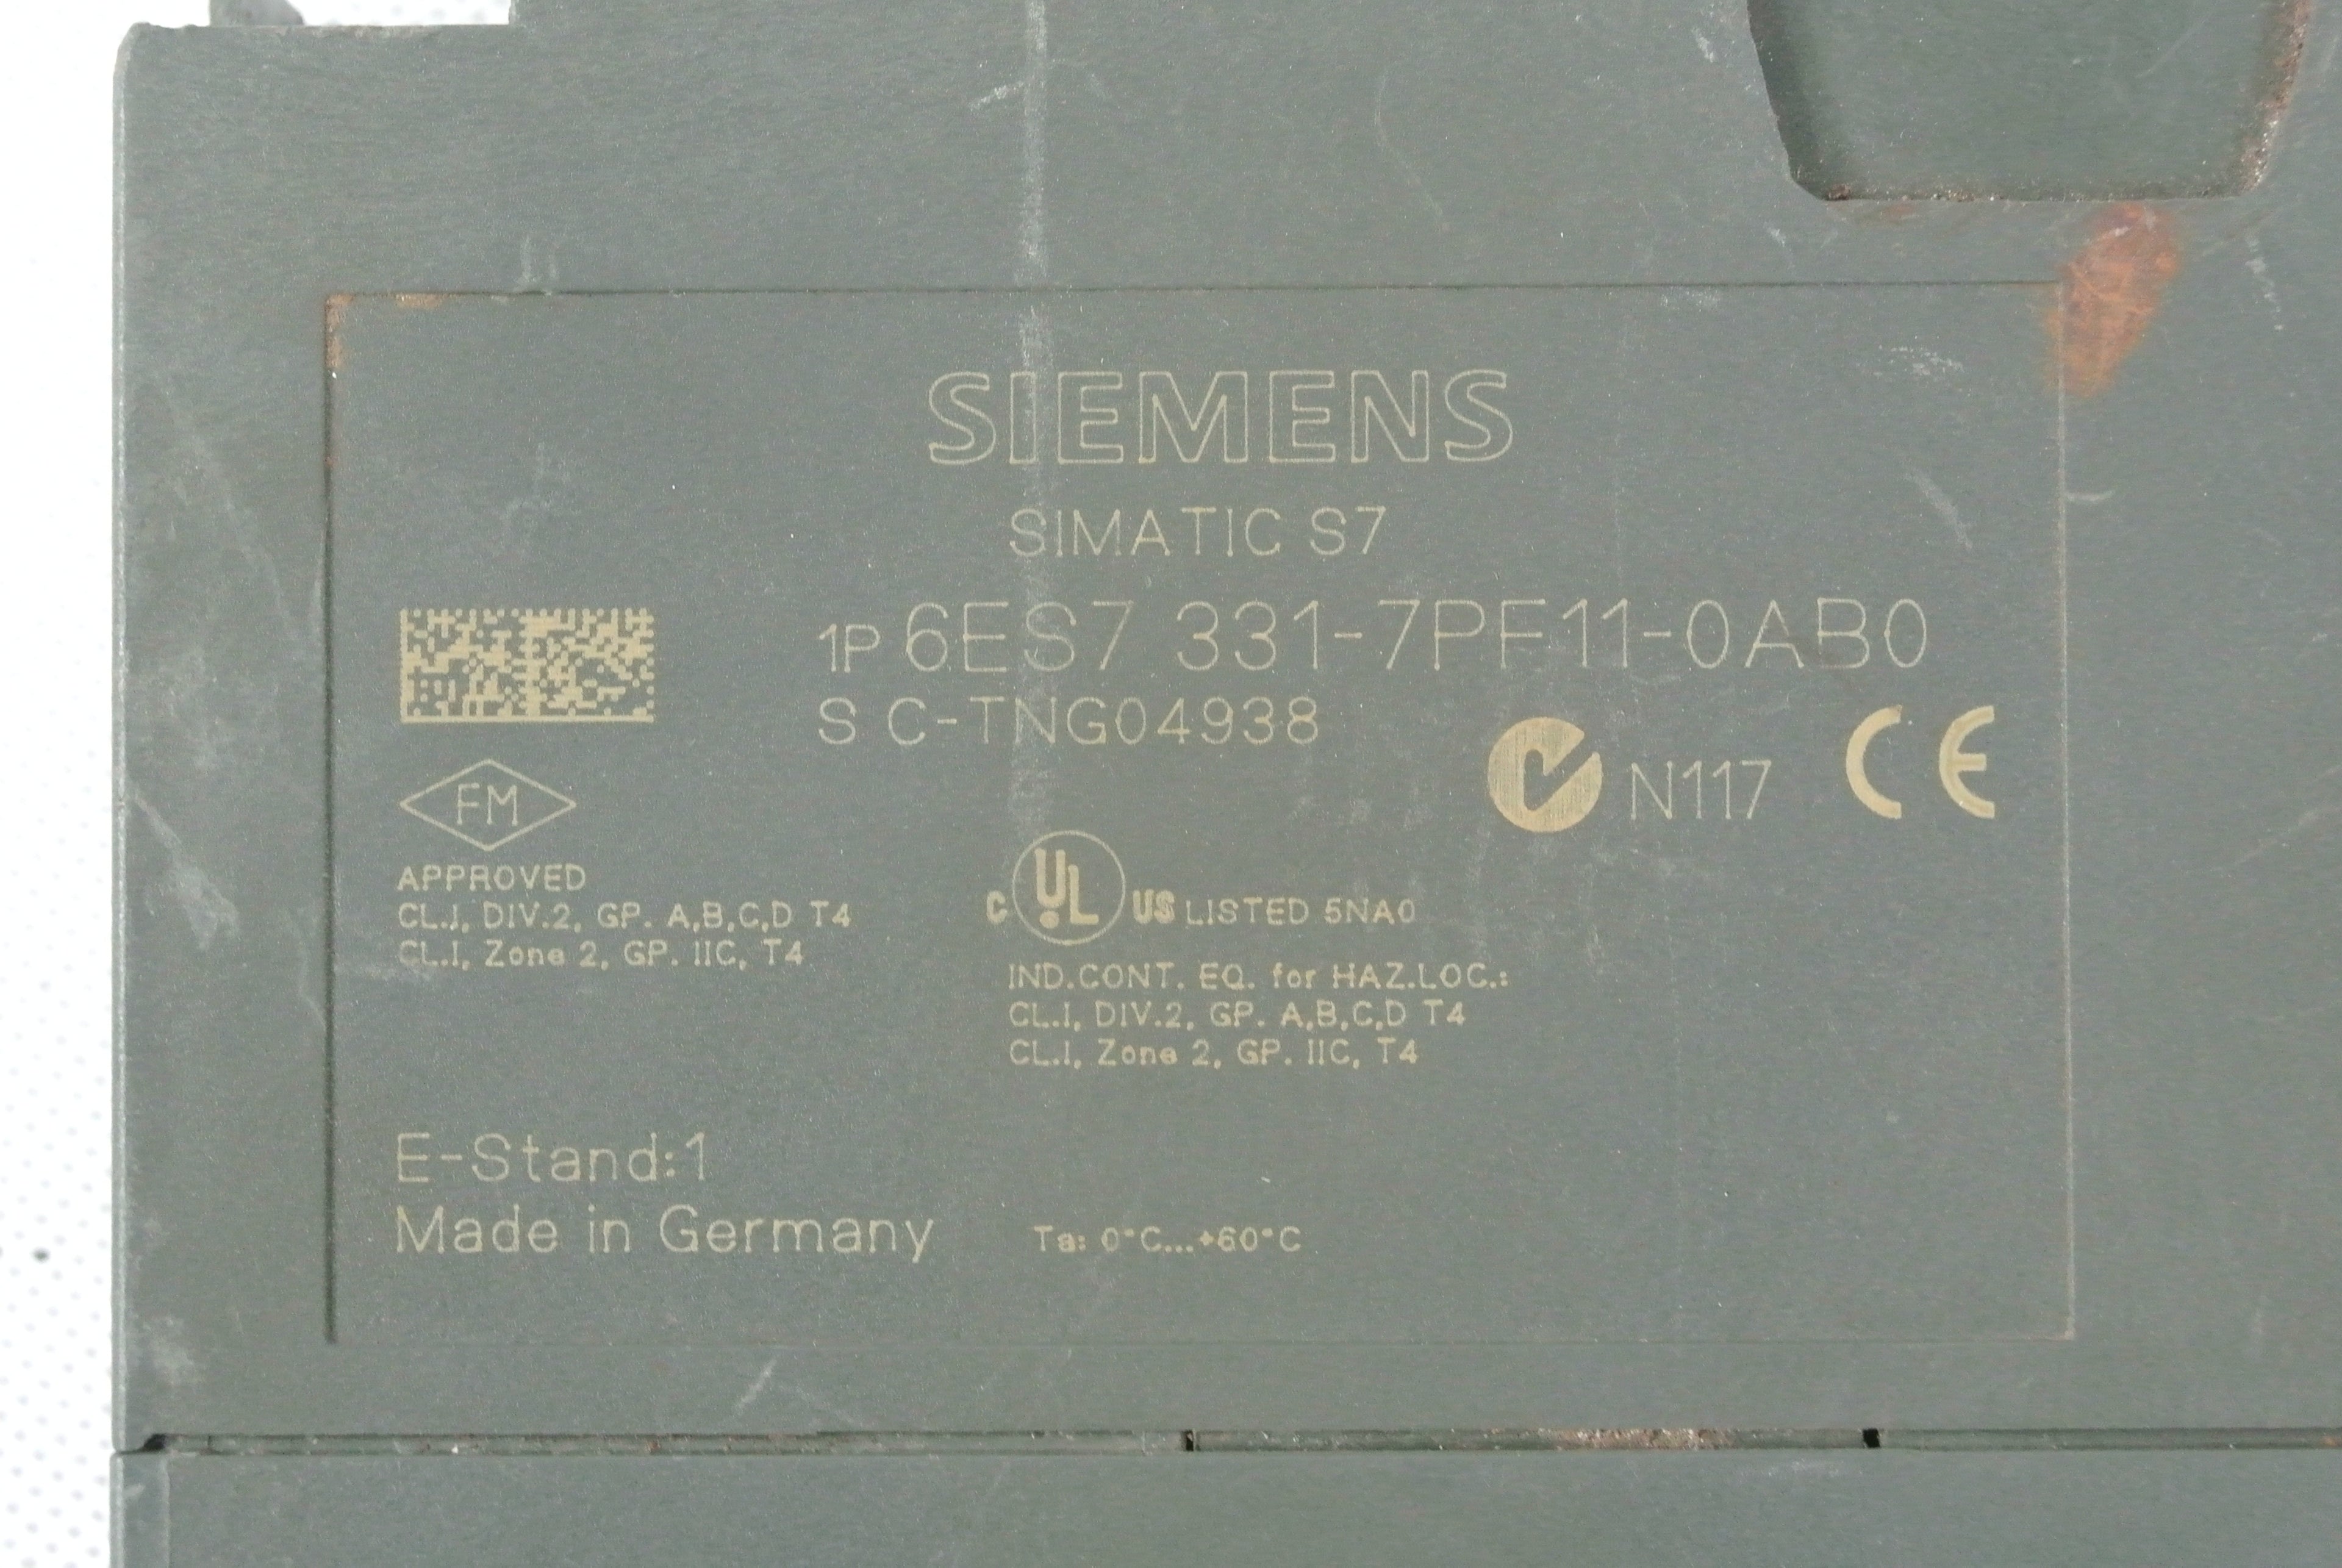 SIEMENS
SIMATIC S7
1P 6ES7 331-7PF11-0AB0
S C-TNG04938
N117 CE
FM
APPROVED
CL.I, DIV.2, GP. A,B,C,D T4
CL.I, Zone 2, GP. IIC, T4
C UL US LISTED 5NA0
IND.CONT. EQ. for HAZ.LOC.:
CL.I, DIV.2, GP. A,B,C,D T4
CL.I, Zone 2, GP. IIC, T4
E-Stand:1
Made in Germany
Ta: 0°C...+60°C